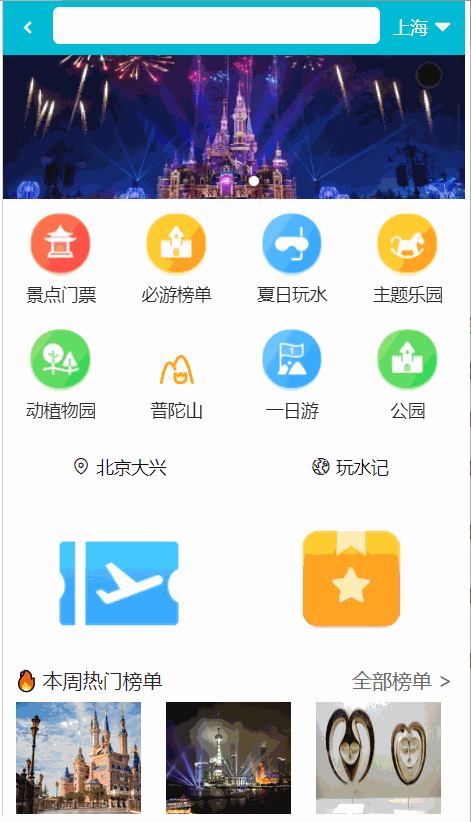 上海
景点门票 必游榜单 夏日玩水 主题乐园
动植物园 普陀山 一日游 公园
北京大兴 玩水记
本周热门榜单 全部榜单 >